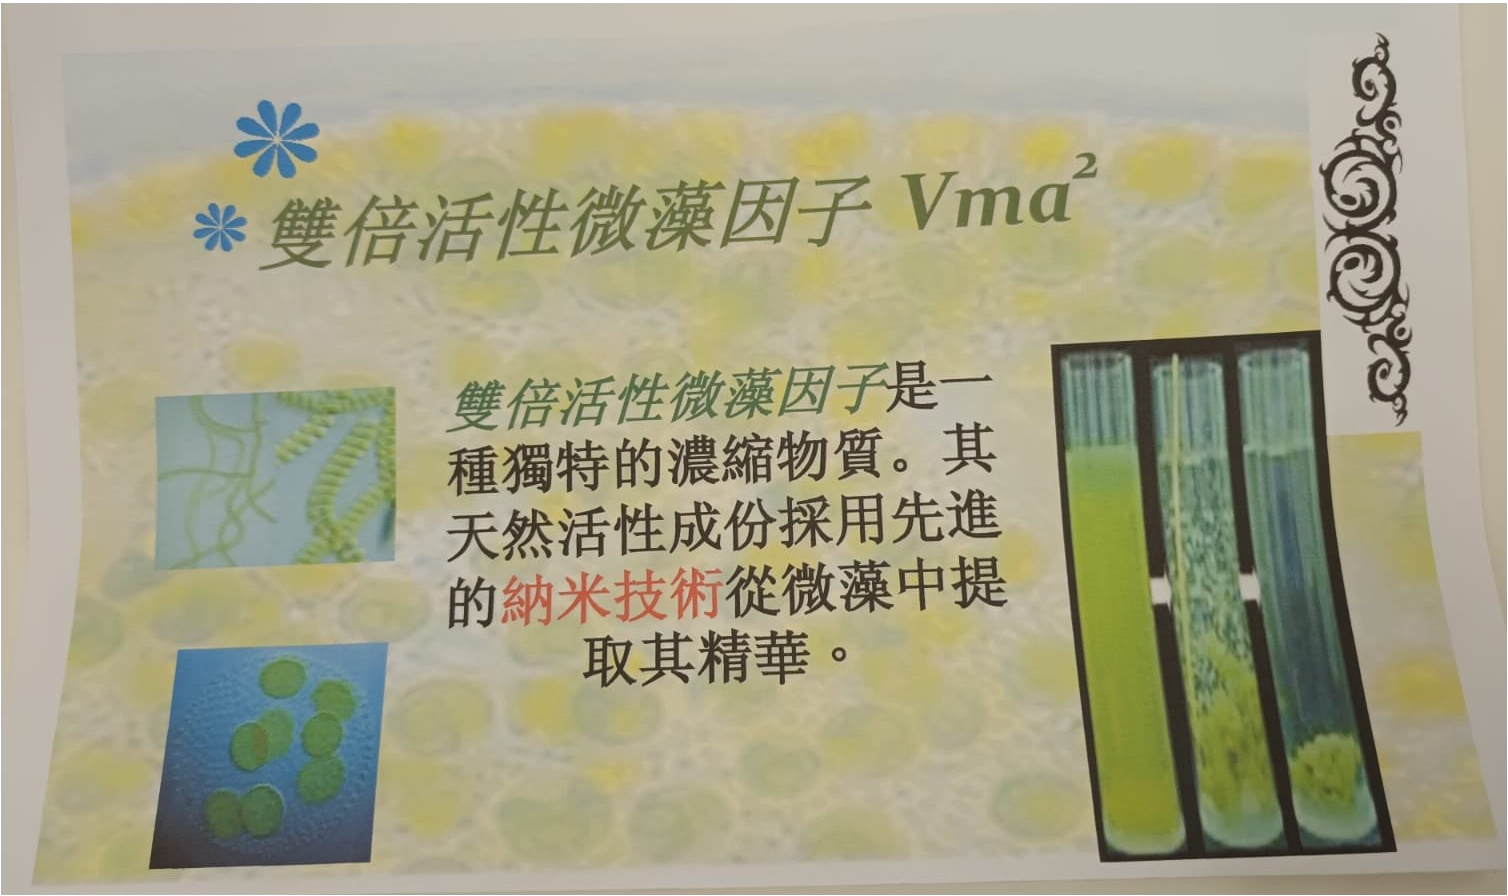 雙倍活性微藻因子 Vma²
雙倍活性微藻因子是一
種獨特的濃縮物質。其
天然活性成份採用先進
的納米技術從微藻中提
取其精華。